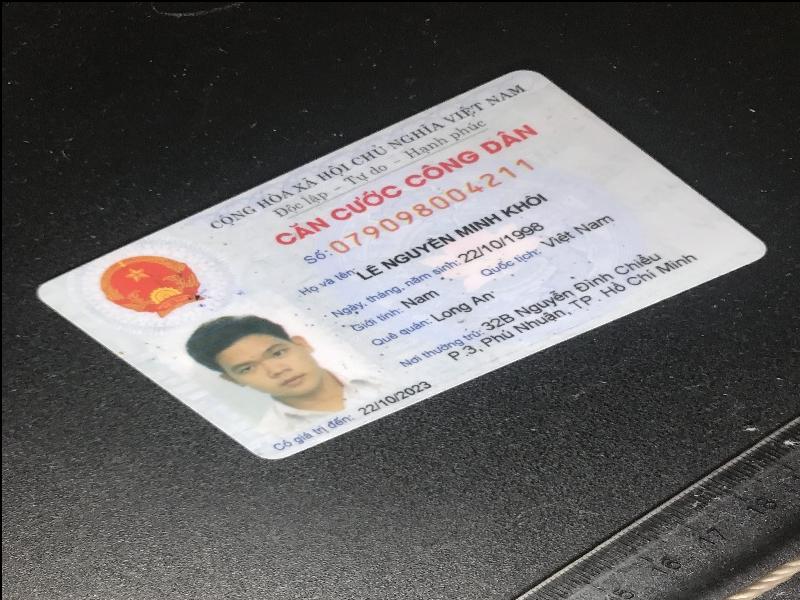 CỘNG HÒA XÃ HỘI CHỦ NGHĨA VIỆT NAM
Độc lập - Tự do - Hạnh phúc
CĂN CƯỚC CÔNG DÂN
Số: 079098004211
Họ và tên: LÊ NGUYÊN MINH KHÔI
Ngày, tháng, năm sinh: 22/10/1998
Giới tính: Nam Quốc tịch: Việt Nam
Quê quán: Long An
Nơi thường trú: 32B Nguyễn Đình Chiểu
P.3, Phú Nhuận, TP. Hồ Chí Minh
Có giá trị đến: 22/10/2023
15 16 17 18